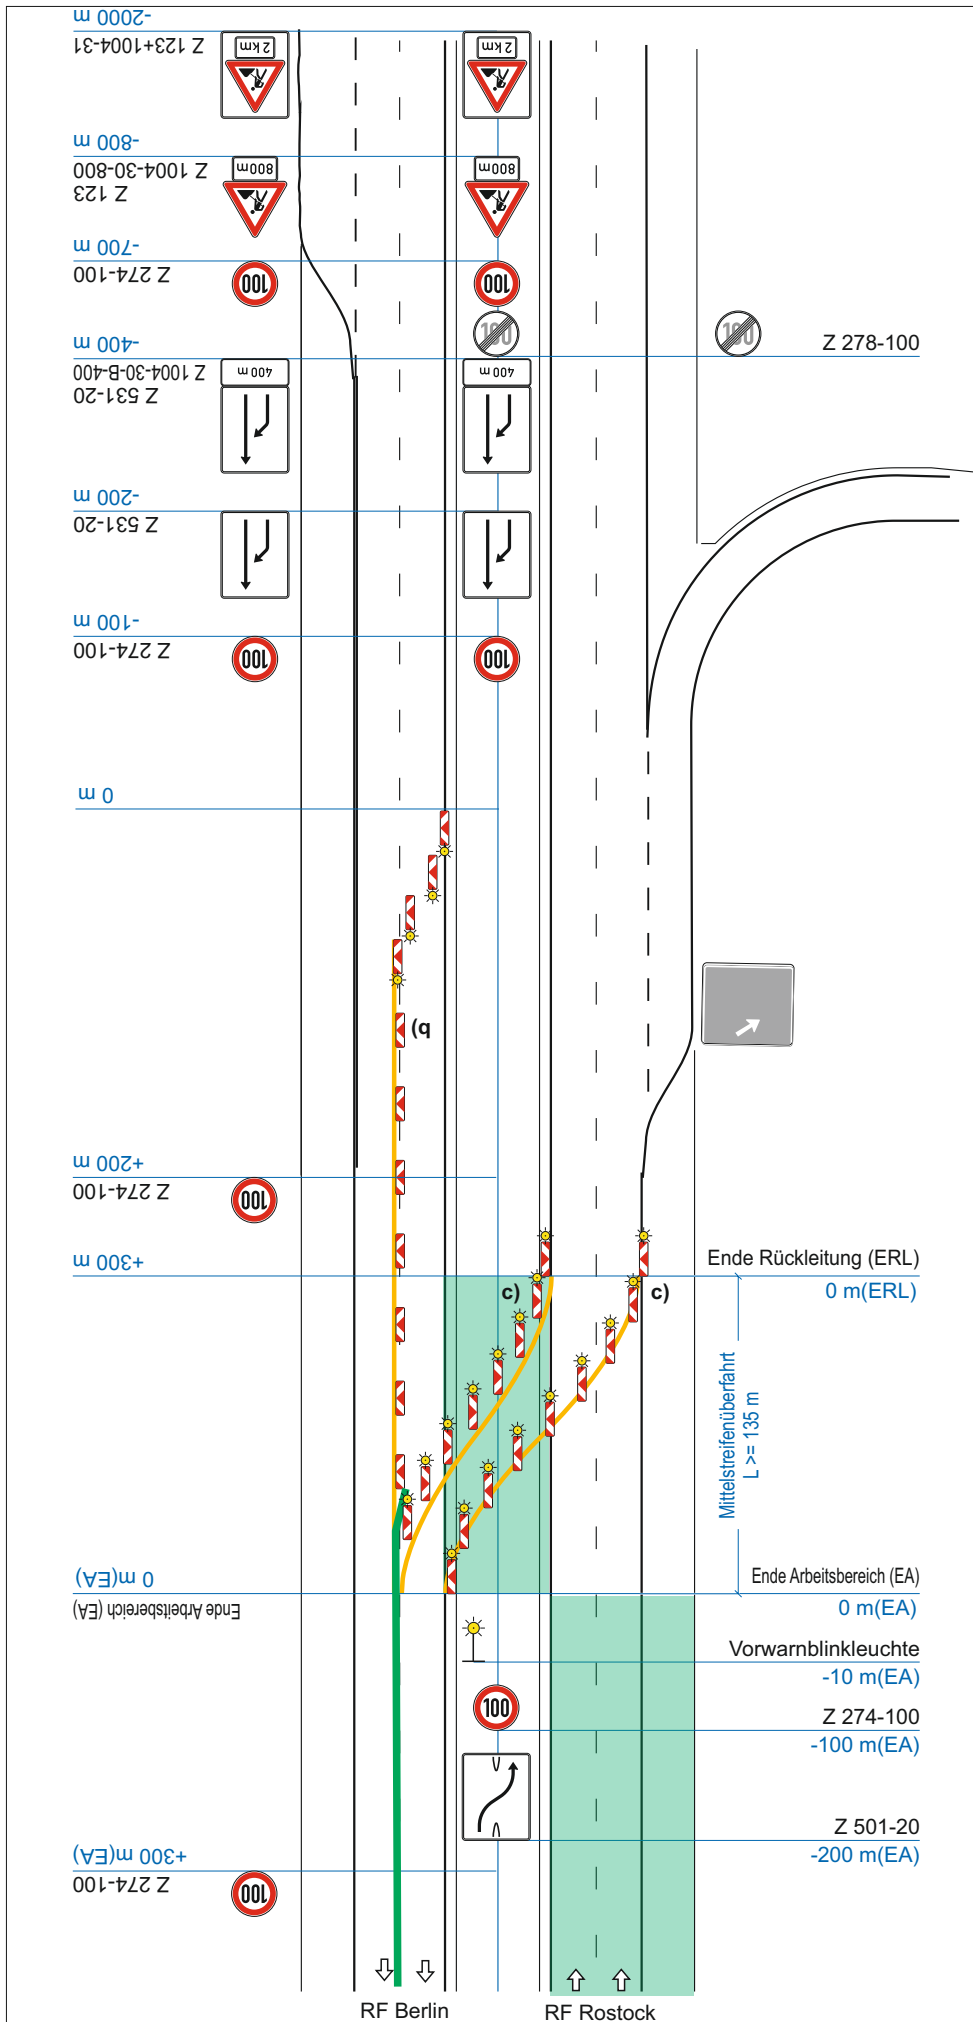 -2000 m
Z 123+1004-31
2 km
2 km
-800 m
Z 1004-30-800
Z 123
800m
800m
-700 m
Z 274-100
100
100
100
100
Z 278-100
-400 m
Z 1004-30-B-400
Z 531-20
400 m
400 m
-200 m
Z 531-20
-100 m
Z 274-100
100
100
0 m
b)
+200 m
Z 274-100
100
+300 m
Ende Rückleitung (ERL)
0 m(ERL)
c)
c)
Mittelstreifenüberfahrt
L >= 135 m
0 m(EA)
Ende Arbeitsbereich (EA)
Ende Arbeitsbereich (EA)
0 m(EA)
Vorwarnblinkleuchte
-10 m(EA)
100
Z 274-100
-100 m(EA)
Z 501-20
-200 m(EA)
+300 m(EA)
Z 274-100
100
RF Berlin
RF Rostock